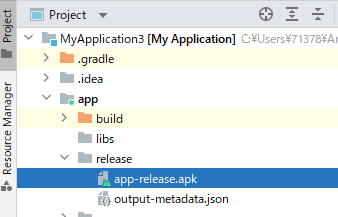 Project
Project
Resource Manager
MyApplication3 [My Application] C:¥Users¥71378¥An
.gradle
.idea
app
build
libs
release
app-release.apk
output-metadata.json